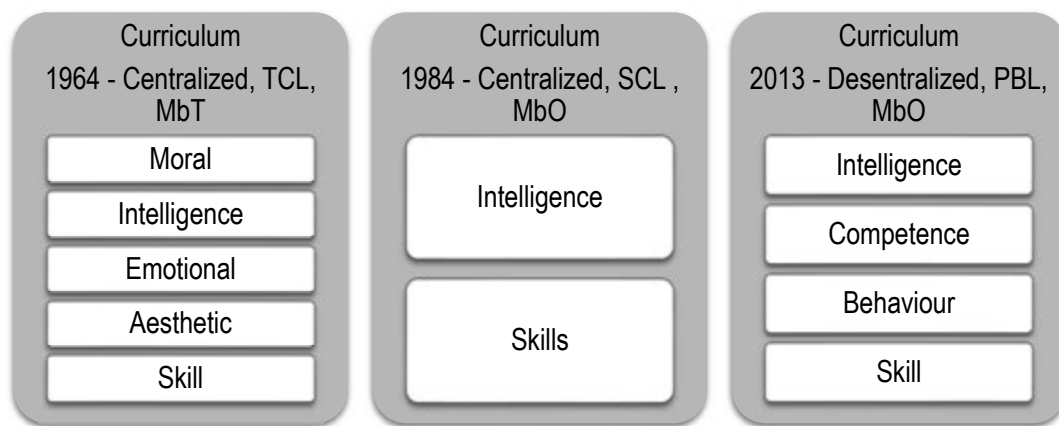 Curriculum
1964 - Centralized, TCL,
MbT
Moral
Intelligence
Emotional
Aesthetic
Skill
Curriculum
1984 - Centralized, SCL ,
MbO
Intelligence
Skills
Curriculum
2013 - Desentralized, PBL,
MbO
Intelligence
Competence
Behaviour
Skill